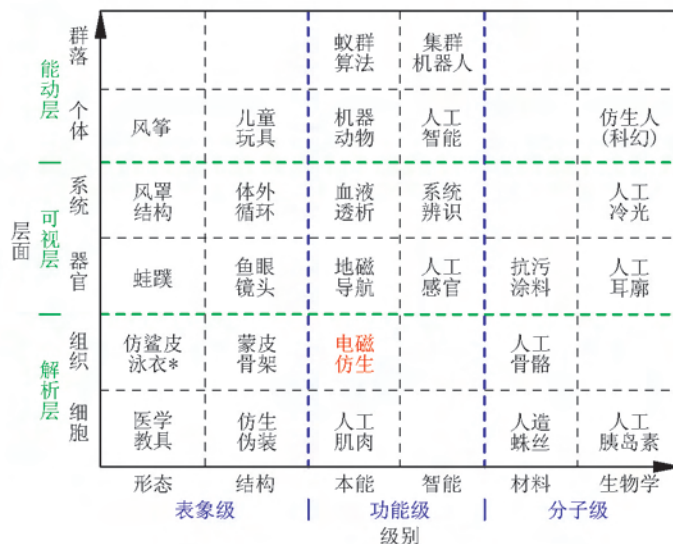 群落
蚁群
算法
集群
机器人
能动层
个体
风筝
儿童
玩具
机器
动物
人工
智能
仿生人
(科幻)
层面
可视层
系统
风罩
结构
体外
循环
血液
透析
系统
辨识
人工
冷光
器官
蛙蹼
鱼眼
镜头
地磁
导航
人工
感官
抗污
涂料
人工
耳廓
解析层
组织
仿鲨皮
泳衣*
蒙皮
骨架
电磁
仿生
人工
骨骼
细胞
医学
教具
仿生
伪装
人工
肌肉
人造
蛛丝
人工
胰岛素
形态
结构
本能
智能
材料
生物学
表象级
功能级
分子级
级别